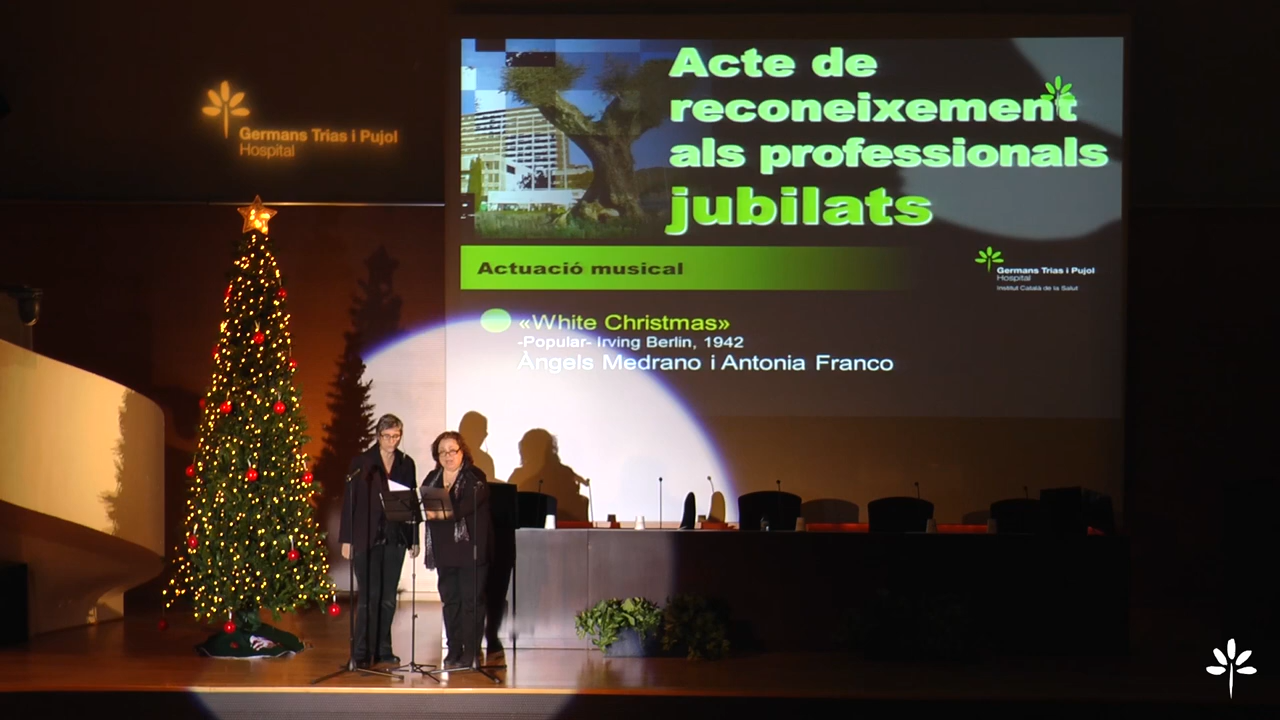 Germans Trias i Pujol
Hospital
Acte de
reconeixement
als professionals
jubilats
Actuació musical
Germans Trias i Pujol
Hospital
Institut Català de la Salut
«White Christmas»
-Popular- Irving Berlin, 1942
Àngels Medrano i Antonia Franco